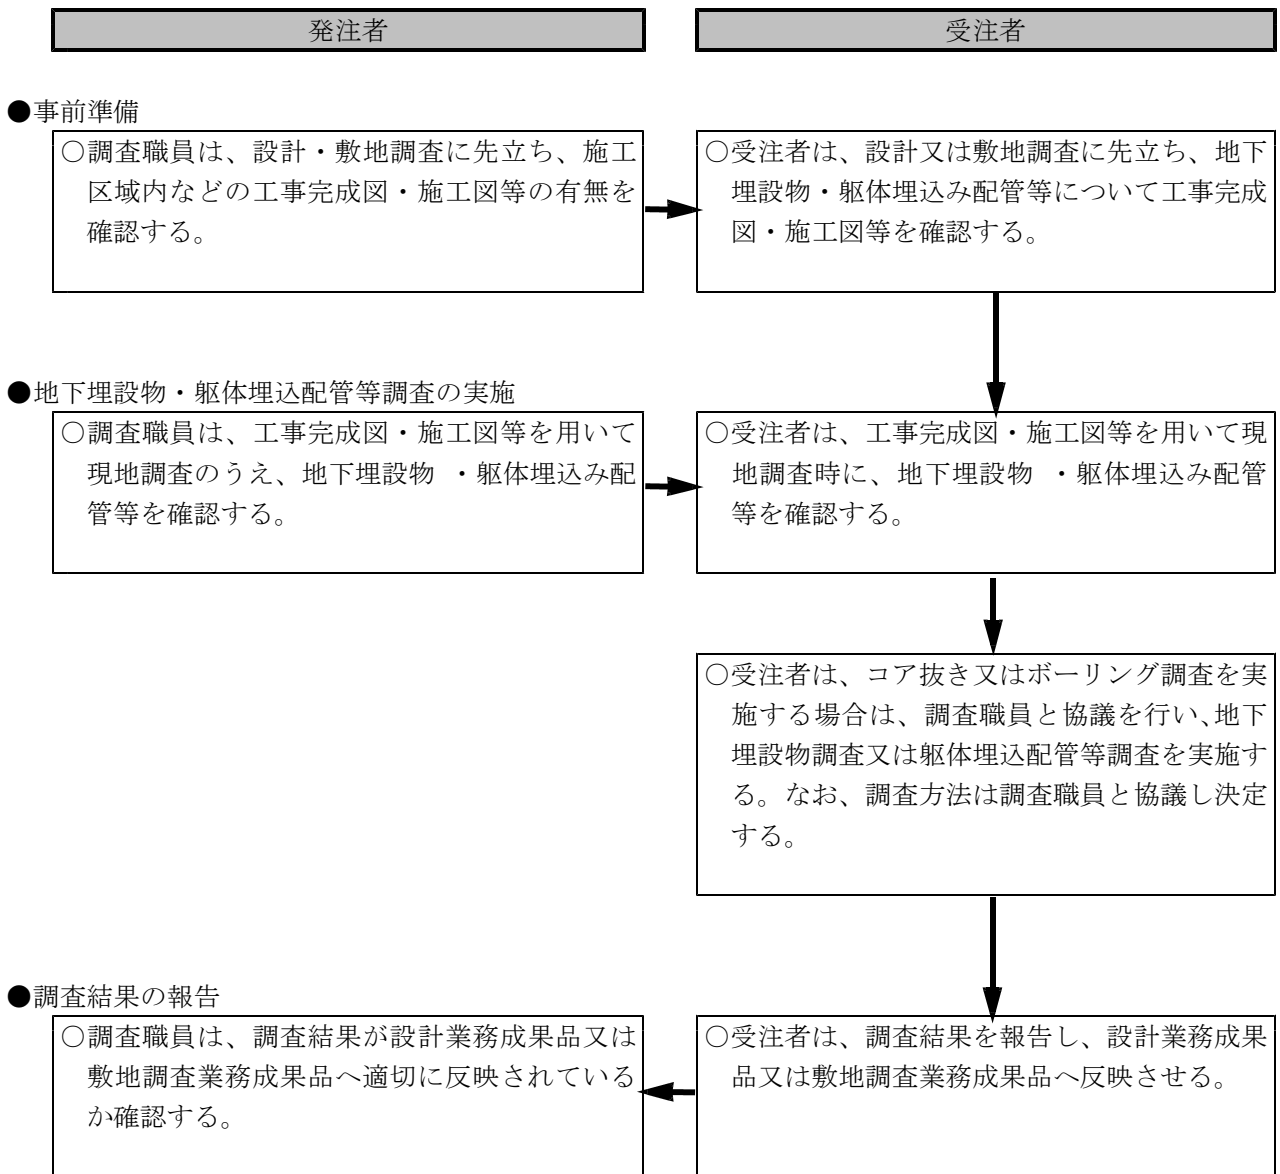 発注者
受注者
●事前準備
○調査職員は、設計・敷地調査に先立ち、施工
区域内などの工事完成図・施工図等の有無を
確認する。
○受注者は、設計又は敷地調査に先立ち、地下
埋設物・躯体埋込み配管等について工事完成
図・施工図等を確認する。
●地下埋設物・躯体埋込配管等調査の実施
○調査職員は、工事完成図・施工図等を用いて
現地調査のうえ、地下埋設物 ・躯体埋込み配
管等を確認する。
○受注者は、工事完成図・施工図等を用いて現
地調査時に、地下埋設物 ・躯体埋込み配管
等を確認する。
○受注者は、コア抜き又はボーリング調査を実
施する場合は、調査職員と協議を行い、地下
埋設物調査又は躯体埋込配管等調査を実施す
る。なお、調査方法は調査職員と協議し決定
する。
●調査結果の報告
○調査職員は、調査結果が設計業務成果品又は
敷地調査業務成果品へ適切に反映されている
か確認する。
○受注者は、調査結果を報告し、設計業務成果
品又は敷地調査業務成果品へ反映させる。